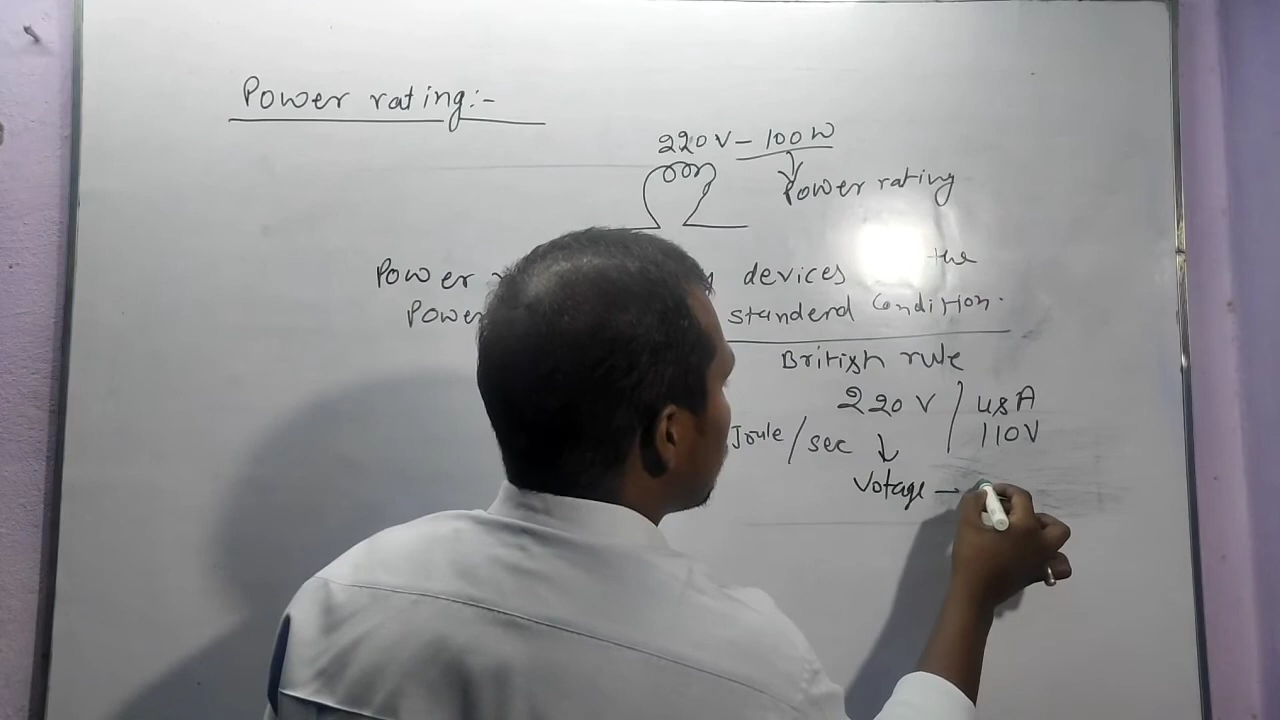 Power rating:-
220V - 100W
Power rating
Power devices the
Power standerd Condition.
British rule
220 V / USA
110V
Joule / sec
Votage →